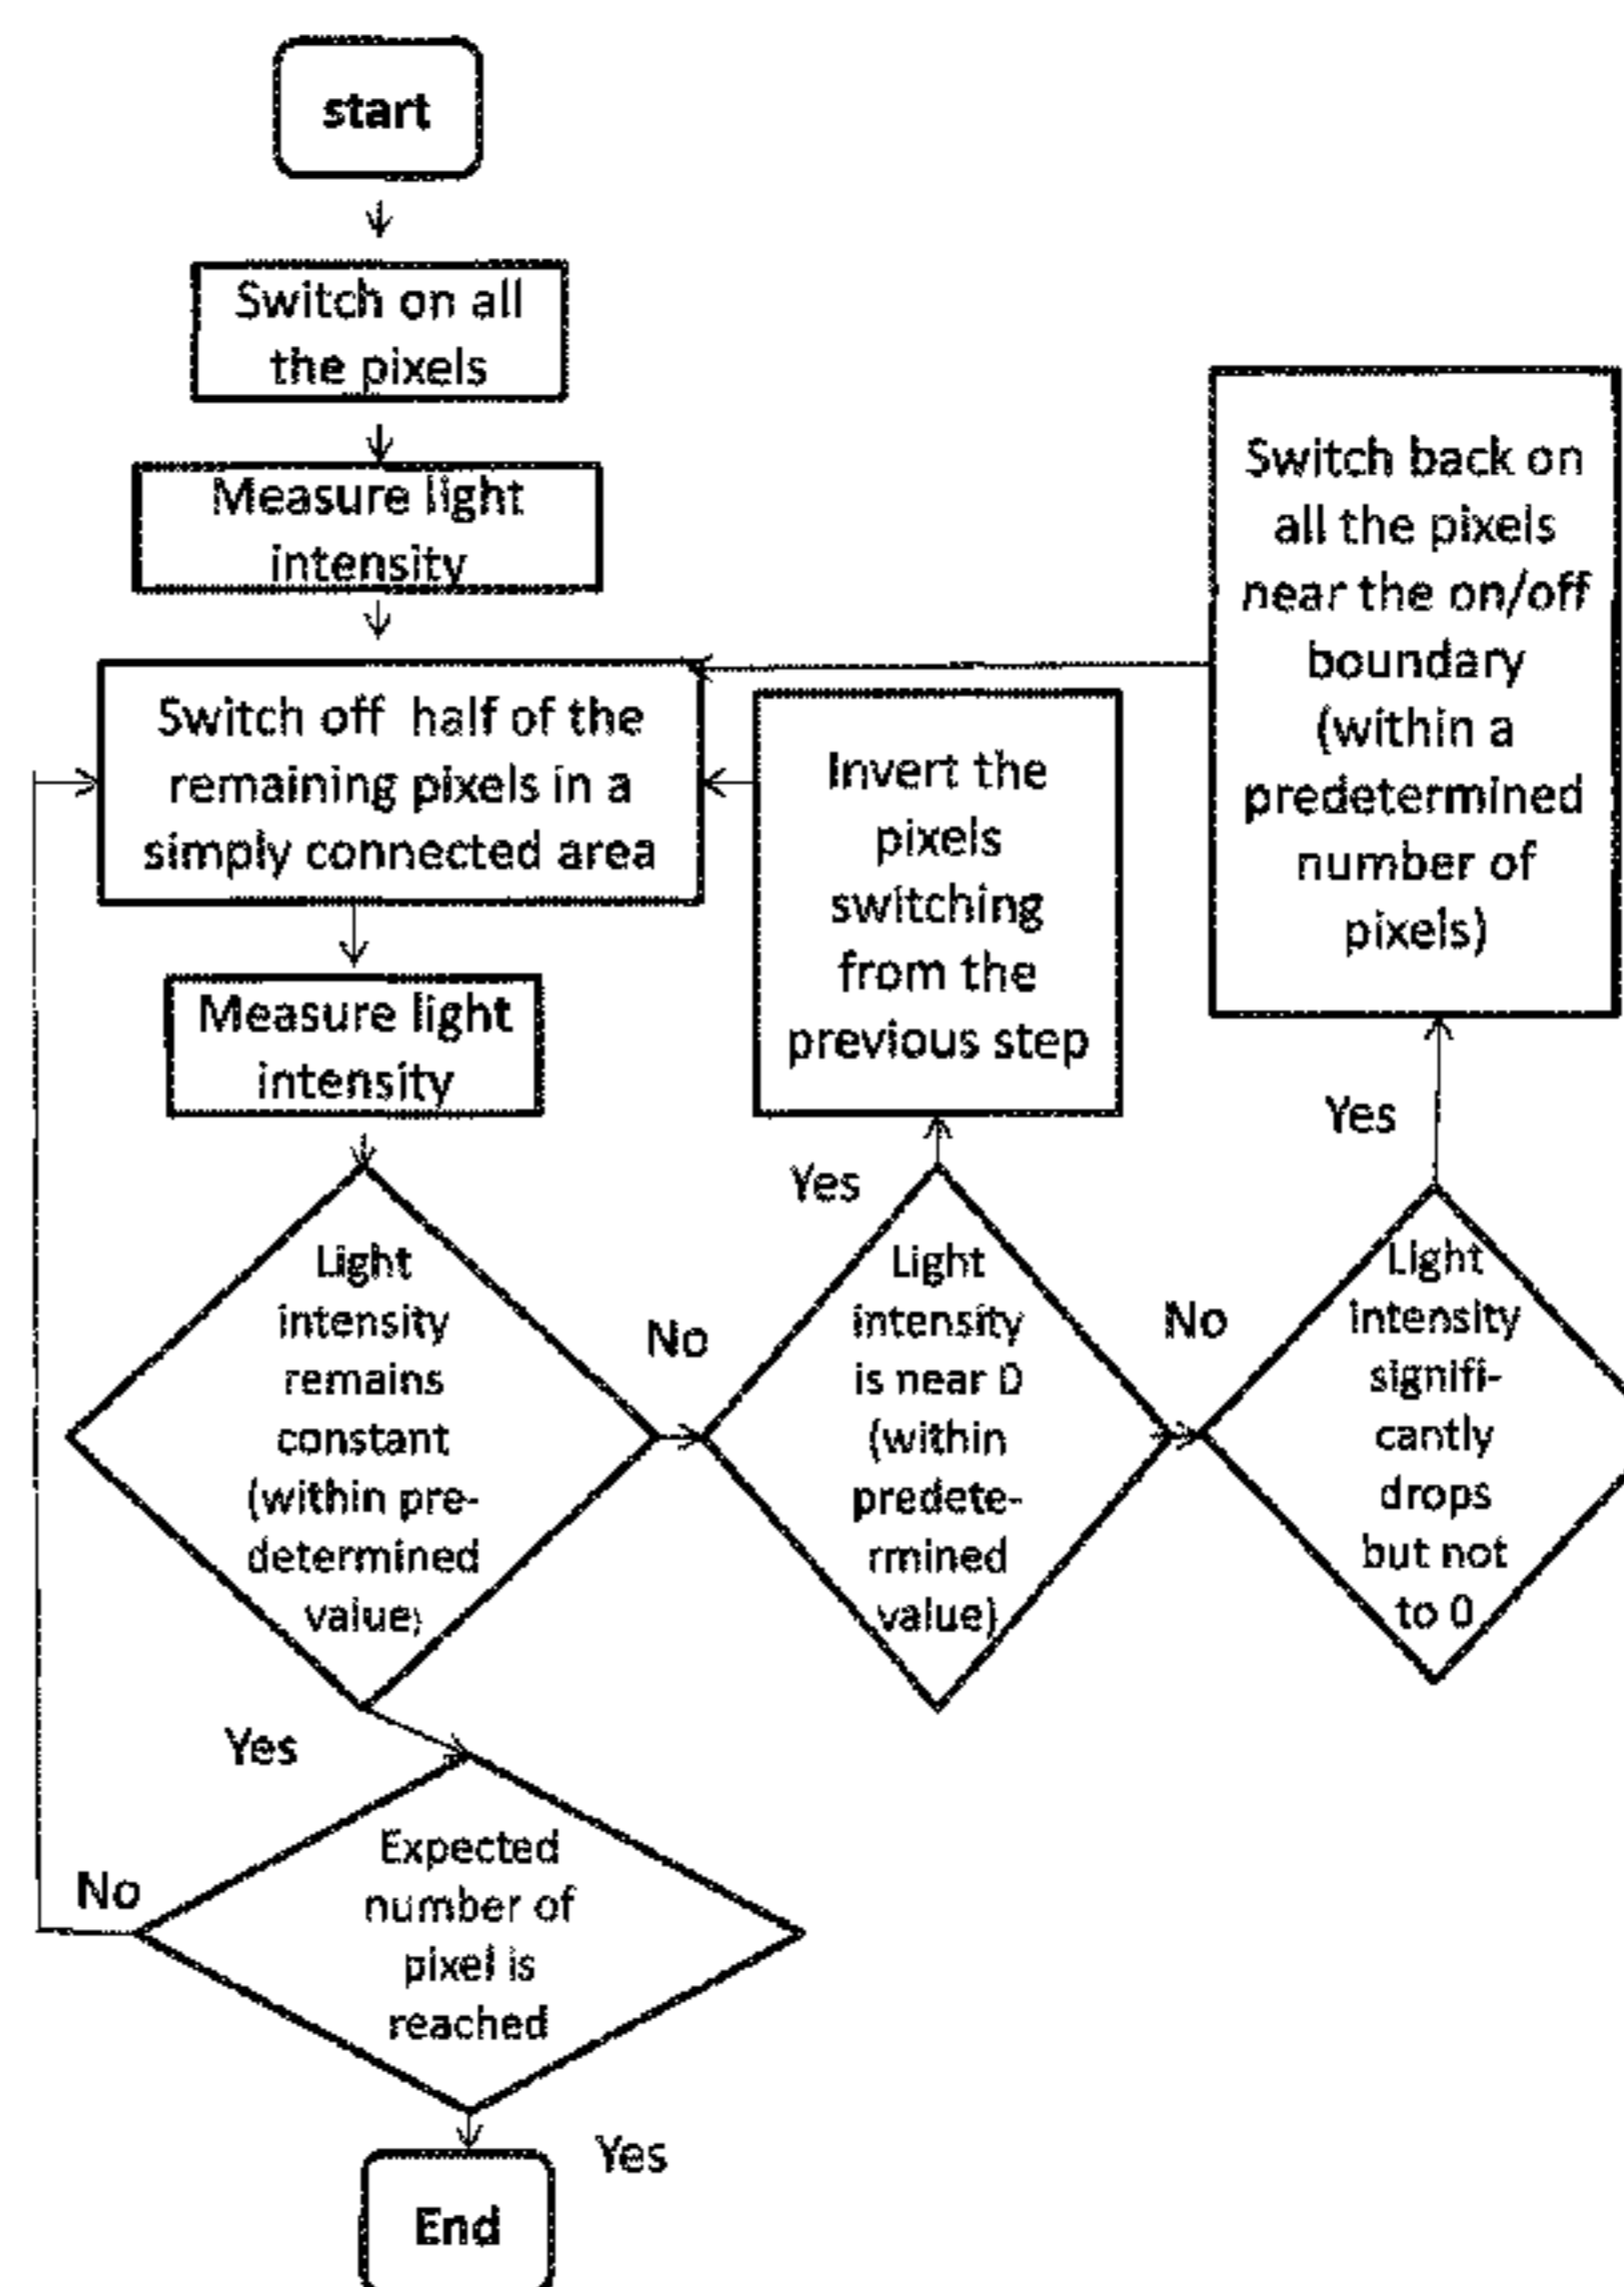 start
Switch on all
the pixels
Measure light
intensity
Switch off half of the
remaining pixels in a
simply connected area
Measure light
intensity
Invert the
pixels
switching
from the
previous step
Switch back on
all the pixels
near the on/off
boundary
(within a
predetermined
number of
pixels)
Yes
Yes
Light
intensity
remains
constant
(within pre-
determined
value)
No
Light
intensity
is near 0
(within
predete-
rmined
value)
No
Light
intensity
signifi-
cantly
drops
but not
to 0
Yes
Expected
number of
pixel is
reached
No
Yes
End